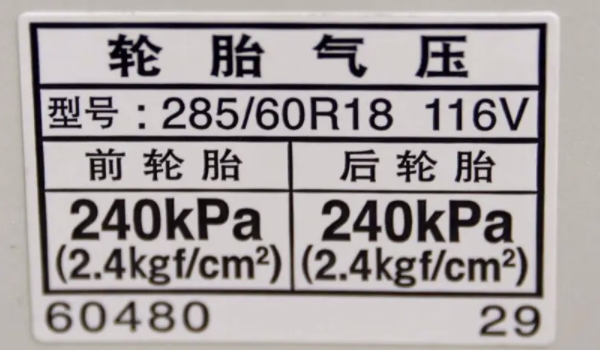 轮胎气压
型号：285/60R18 116V
前轮胎 后轮胎
240kPa 240kPa
(2.4kgf/cm²) (2.4kgf/cm²)
60480 29